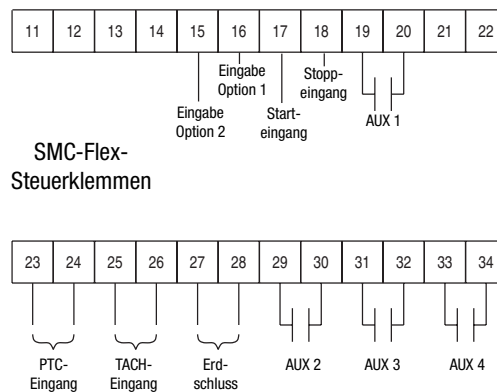 11 12 13 14 15 16 17 18 19 20 21 22
Eingabe
Option 1
Stopp-
eingang
Eingabe
Option 2
Start-
eingang
AUX 1
SMC-Flex-
Steuerklemmen
23 24 25 26 27 28 29 30 31 32 33 34
PTC-
Eingang
TACH-
Eingang
Erd-
schluss
AUX 2
AUX 3
AUX 4